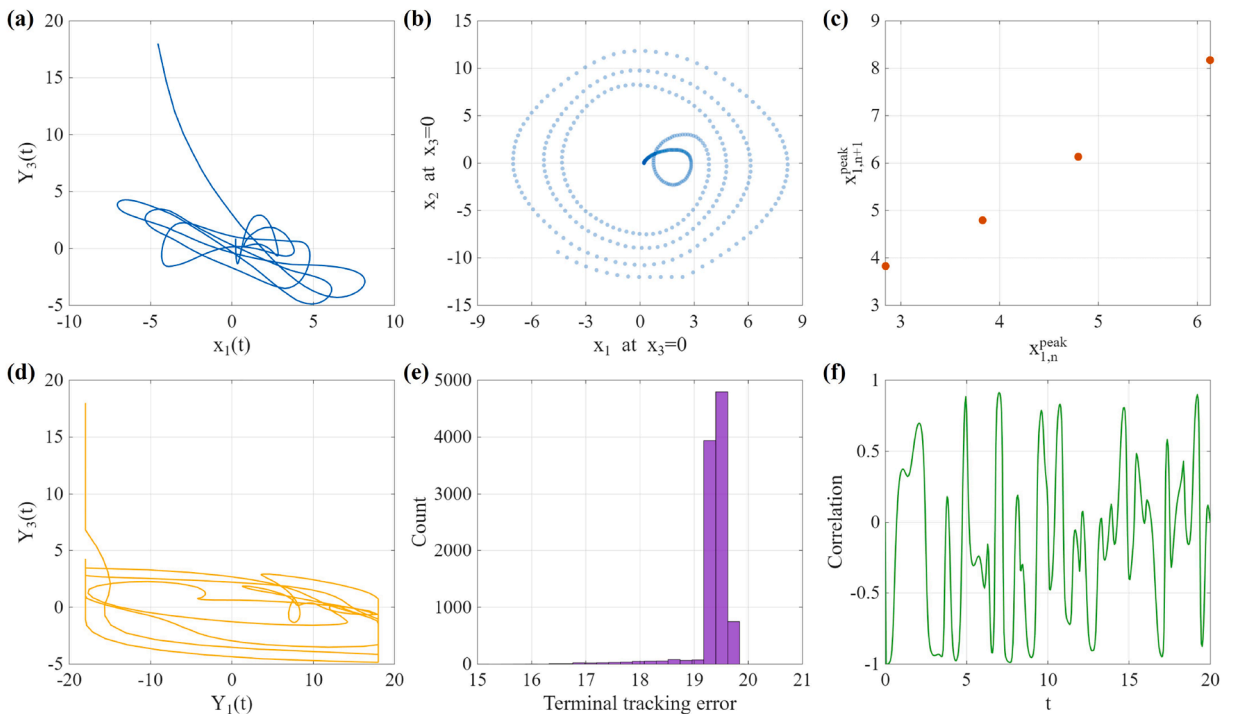 (a)
20
15
10
5
0
-5
Y3(t)
-10 -5 0 5 10
x1(t)
(b)
15
10
5
0
-5
-10
-15
x2 at x3=0
-9 -6 -3 0 3 6 9
x1 at x3=0
(c)
9
8
7
6
5
4
3
x1,n+1^peak
3 4 5 6
x1,n^peak
(d)
20
15
10
5
0
-5
Y3(t)
-20 -10 0 10 20
Y1(t)
(e)
5000
4000
3000
2000
1000
0
Count
15 16 17 18 19 20 21
Terminal tracking error
(f)
1
0.5
0
-0.5
-1
Correlation
0 5 10 15 20
t